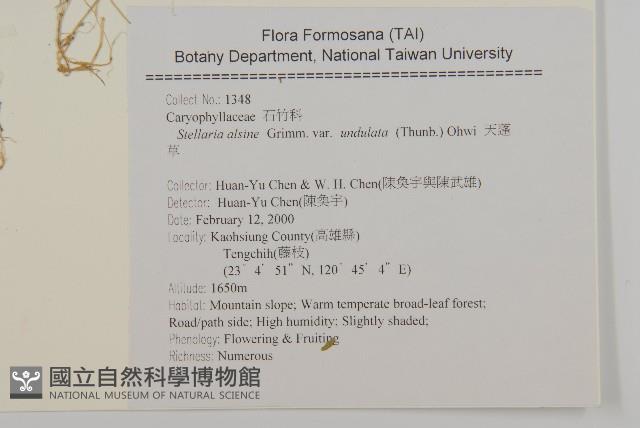 Flora Formosana (TAI)
Botany Department, National Taiwan University
==========================================
Collect No.: 1348
Caryophyllaceae 石竹科
Stellaria alsine Grimm. var. undulata (Thunb.) Ohwi 天蓬
草
Collector: Huan-Yu Chen & W. H. Chen(陳奐宇與陳武雄)
Detector: Huan-Yu Chen(陳奐宇)
Date: February 12, 2000
Locality: Kaohsiung County(高雄縣)
Tengchih(藤枝)
(23° 4' 51" N, 120° 45' 4" E)
Altitude: 1650m
Habitat: Mountain slope; Warm temperate broad-leaf forest;
Road/path side; High humidity; Slightly shaded;
Phenology: Flowering & Fruiting
Richness: Numerous
國立自然科學博物館
NATIONAL MUSEUM OF NATURAL SCIENCE